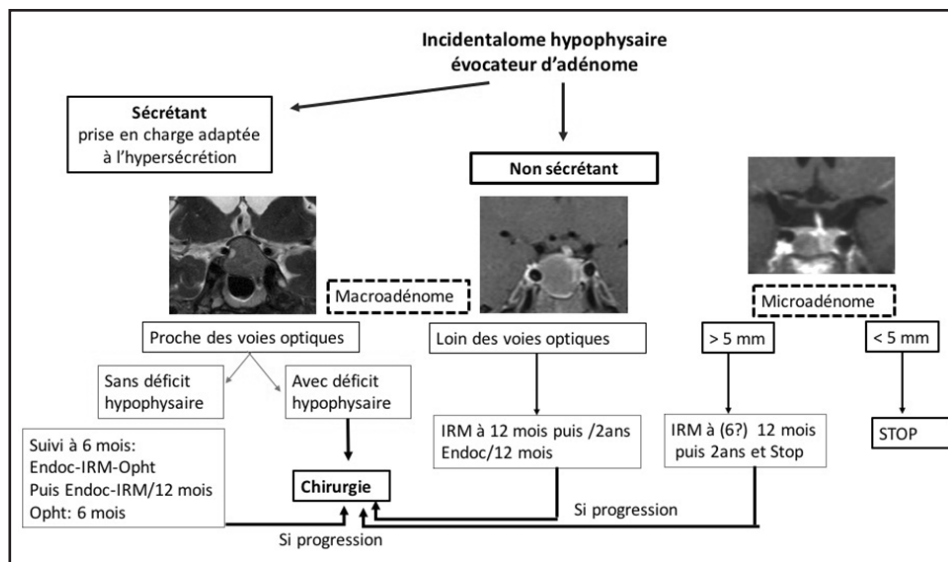 Incidentalome hypophysaire
évocateur d'adénome
Sécrétant
prise en charge adaptée
à l'hypersécrétion
Non sécrétant
Macroadénome
Microadénome
Proche des voies optiques
Loin des voies optiques
> 5 mm
< 5 mm
Sans déficit
hypophysaire
Avec déficit
hypophysaire
Suivi à 6 mois:
Endoc-IRM-Opht
Puis Endoc-IRM/12 mois
Opht: 6 mois
Chirurgie
IRM à 12 mois puis /2ans
Endoc/12 mois
IRM à (6?) 12 mois
puis 2ans et Stop
STOP
Si progression
Si progression